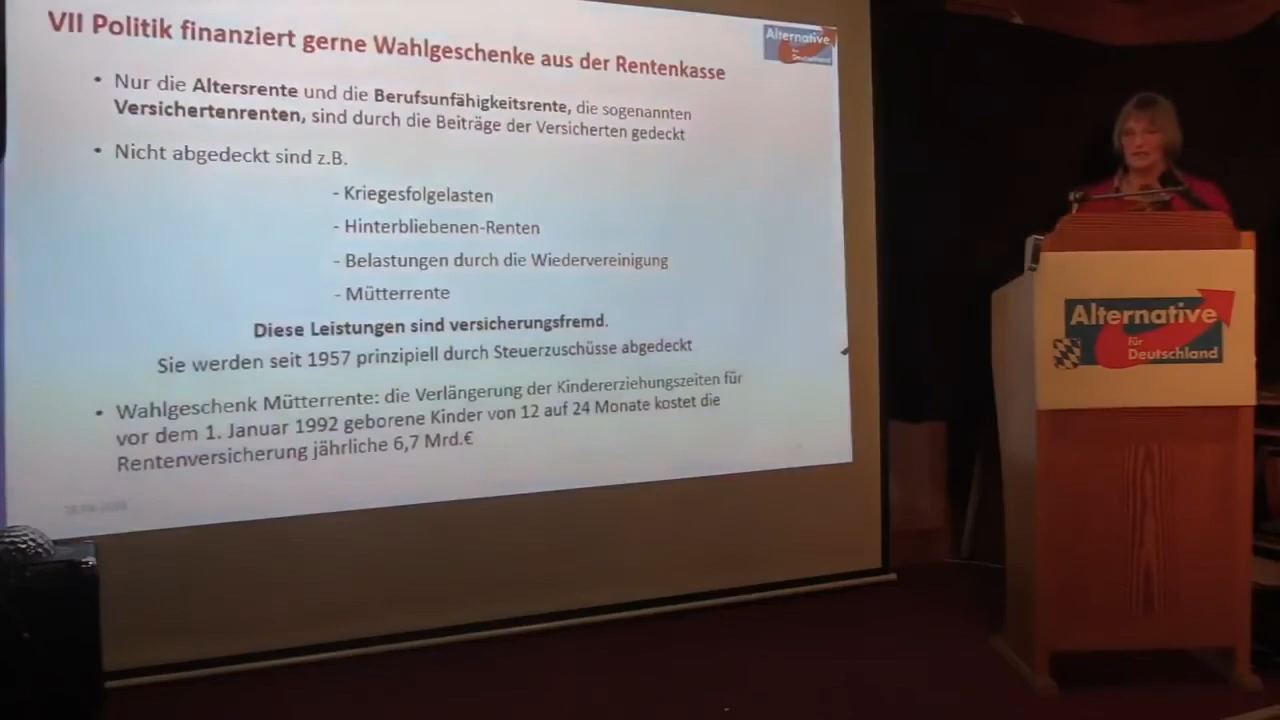 VII Politik finanziert gerne Wahlgeschenke aus der Rentenkasse
Alternative
für
Deutschland
• Nur die Altersrente und die Berufsunfähigkeitsrente, die sogenannten
Versichertenrenten, sind durch die Beiträge der Versicherten gedeckt
• Nicht abgedeckt sind z.B.
- Kriegesfolgelasten
- Hinterbliebenen-Renten
- Belastungen durch die Wiedervereinigung
- Mütterrente
Diese Leistungen sind versicherungsfremd.
Sie werden seit 1957 prinzipiell durch Steuerzuschüsse abgedeckt
• Wahlgeschenk Mütterrente: die Verlängerung der Kindererziehungszeiten für
vor dem 1. Januar 1992 geborene Kinder von 12 auf 24 Monate kostet die
Rentenversicherung jährliche 6,7 Mrd.€
Alternative
für
Deutschland